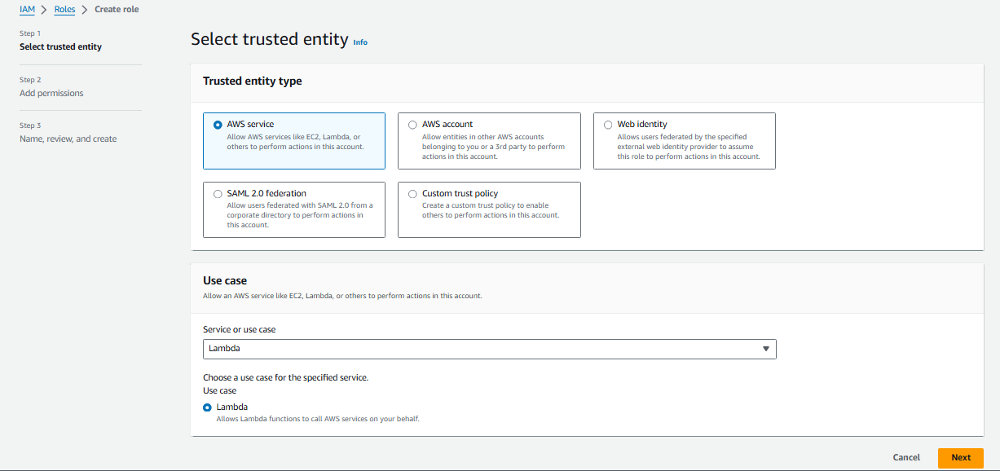 IAM > Roles > Create role
Step 1
Select trusted entity
Step 2
Add permissions
Step 3
Name, review, and create
Select trusted entity Info
Trusted entity type
AWS service
Allow AWS services like EC2, Lambda, or
others to perform actions in this account.
AWS account
Allow entities in other AWS accounts
belonging to you or a 3rd party to perform
actions in this account.
Web identity
Allows users federated by the specified
external web identity provider to assume
this role to perform actions in this account.
SAML 2.0 federation
Allow users federated with SAML 2.0 from a
corporate directory to perform actions in
this account.
Custom trust policy
Create a custom trust policy to enable
others to perform actions in this account.
Use case
Allow an AWS service like EC2, Lambda, or others to perform actions in this account.
Service or use case
Lambda
Choose a use case for the specified service.
Use case
Lambda
Allows Lambda functions to call AWS services on your behalf.
Cancel Next